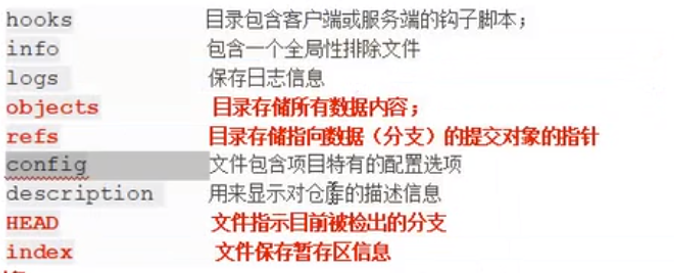 hooks 目录包含客户端或服务端的钩子脚本;
info 包含一个全局性排除文件
logs 保存日志信息
objects 目录存储所有数据内容;
refs 目录存储指向数据(分支)的提交对象的指针
config 文件包含项目特有的配置选项
description 用来显示对仓库的描述信息
HEAD 文件指示目前被检出的分支
index 文件保存暂存区信息